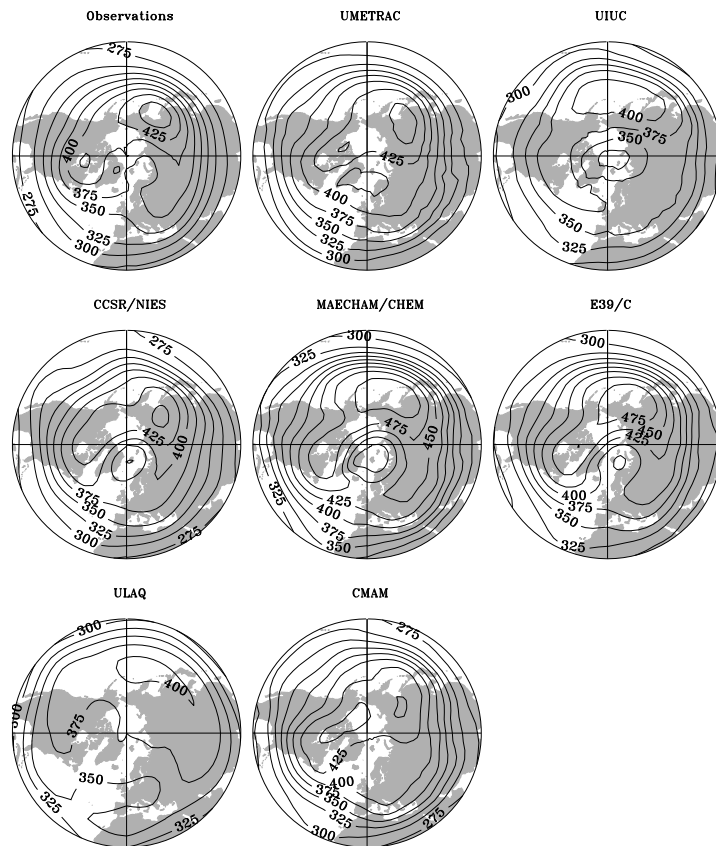 Observations UMETRAC UIUC
275 425 400 375 350 325 300 275
425 400 375 350 325 300
300 400 375 350 350 325
CCSR/NIES MAECHAM/CHEM E39/C
275 425 400 375 350 325 300 275
300 325 475 450 425 400 375 350 325
300 475 450 425 400 375 350 325
ULAQ CMAM
300 400 300 375 350 325 325
275 425 400 375 350 325 300 275